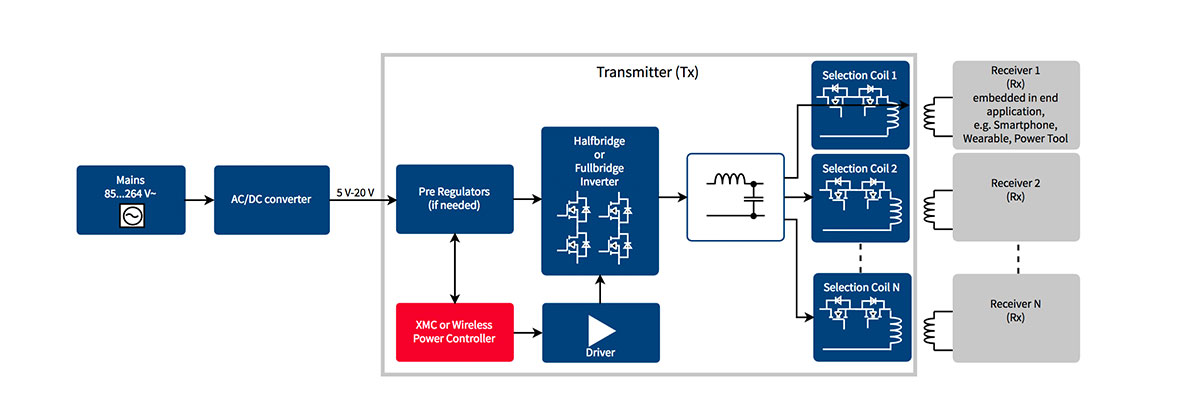 Transmitter (Tx)
Mains
85...264 V~
AC/DC converter
5 V-20 V
Pre Regulators
(if needed)
XMC or Wireless
Power Controller
Halfbridge
or
Fullbridge
Inverter
Driver
Selection Coil 1
Selection Coil 2
Selection Coil N
Receiver 1
(Rx)
embedded in end
application,
e.g. Smartphone,
Wearable, Power Tool
Receiver 2
(Rx)
Receiver N
(Rx)